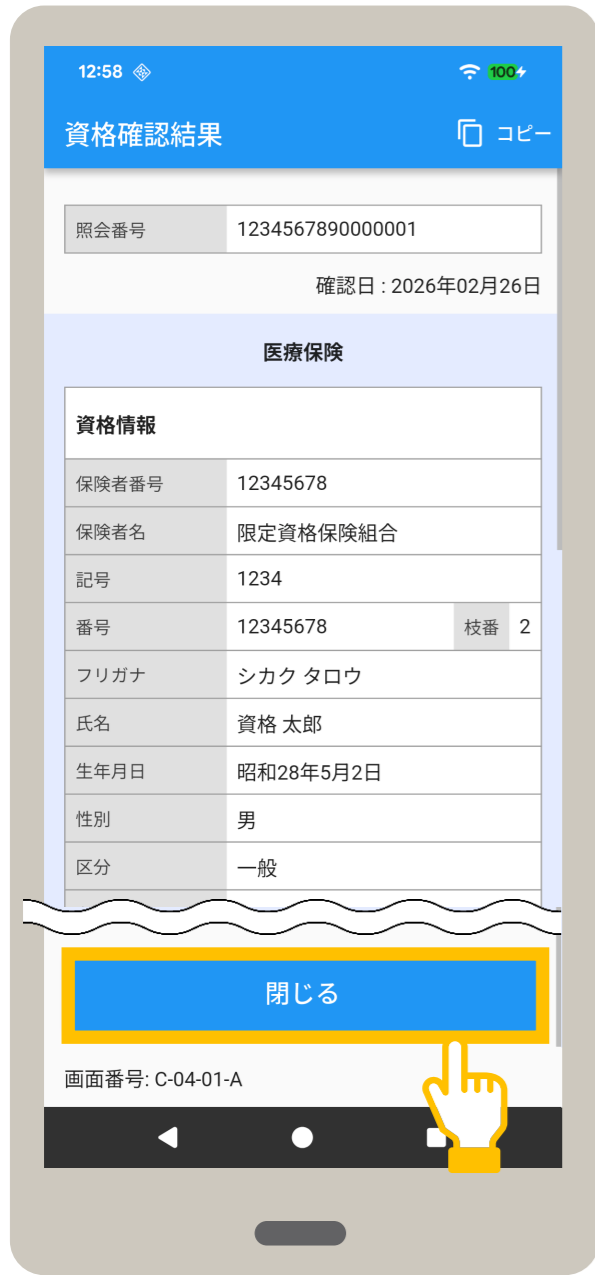 12:58 100
資格確認結果 コピー
照会番号 1234567890000001
確認日 : 2026年02月26日
医療保険
資格情報
保険者番号 12345678
保険者名 限定資格保険組合
記号 1234
番号 12345678 枝番 2
フリガナ シカク タロウ
氏名 資格 太郎
生年月日 昭和28年5月2日
性別 男
区分 一般
閉じる
画面番号: C-04-01-A